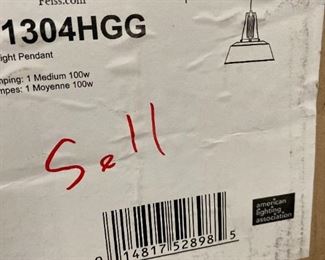 Feiss.com
1304HGG
ight Pendant
mping: 1 Medium 100w
mpes: 1 Moyenne 100w
Sell
american
lighting
association
14817 52898 5